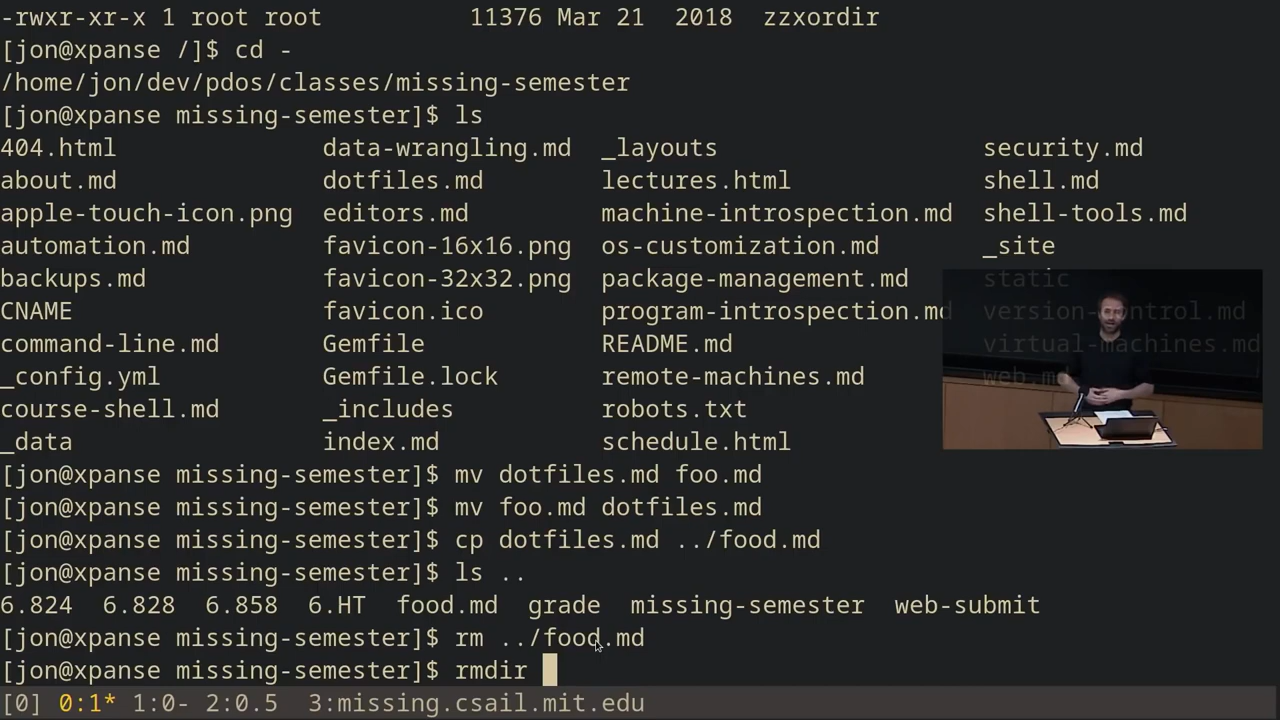 -rwxr-xr-x 1 root root          11376 Mar 21  2018  zzxordir
[jon@xpanse /]$ cd -
/home/jon/dev/pdos/classes/missing-semester
[jon@xpanse missing-semester]$ ls
404.html              data-wrangling.md  _layouts                  security.md
about.md              dotfiles.md        lectures.html             shell.md
apple-touch-icon.png  editors.md         machine-introspection.md  shell-tools.md
automation.md         favicon-16x16.png  os-customization.md       _site
backups.md            favicon-32x32.png  package-management.md     static
CNAME                 favicon.ico        program-introspection.md  version-control.md
command-line.md       Gemfile            README.md                 virtual-machines.md
_config.yml           Gemfile.lock       remote-machines.md        web.md
course-shell.md       _includes          robots.txt
_data                 index.md           schedule.html
[jon@xpanse missing-semester]$ mv dotfiles.md foo.md
[jon@xpanse missing-semester]$ mv foo.md dotfiles.md
[jon@xpanse missing-semester]$ cp dotfiles.md ../food.md
[jon@xpanse missing-semester]$ ls ..
6.824  6.828  6.858  6.HT  food.md  grade  missing-semester  web-submit
[jon@xpanse missing-semester]$ rm ../food.md
[jon@xpanse missing-semester]$ rmdir
[0] 0:1* 1:0- 2:0.5  3:missing.csail.mit.edu